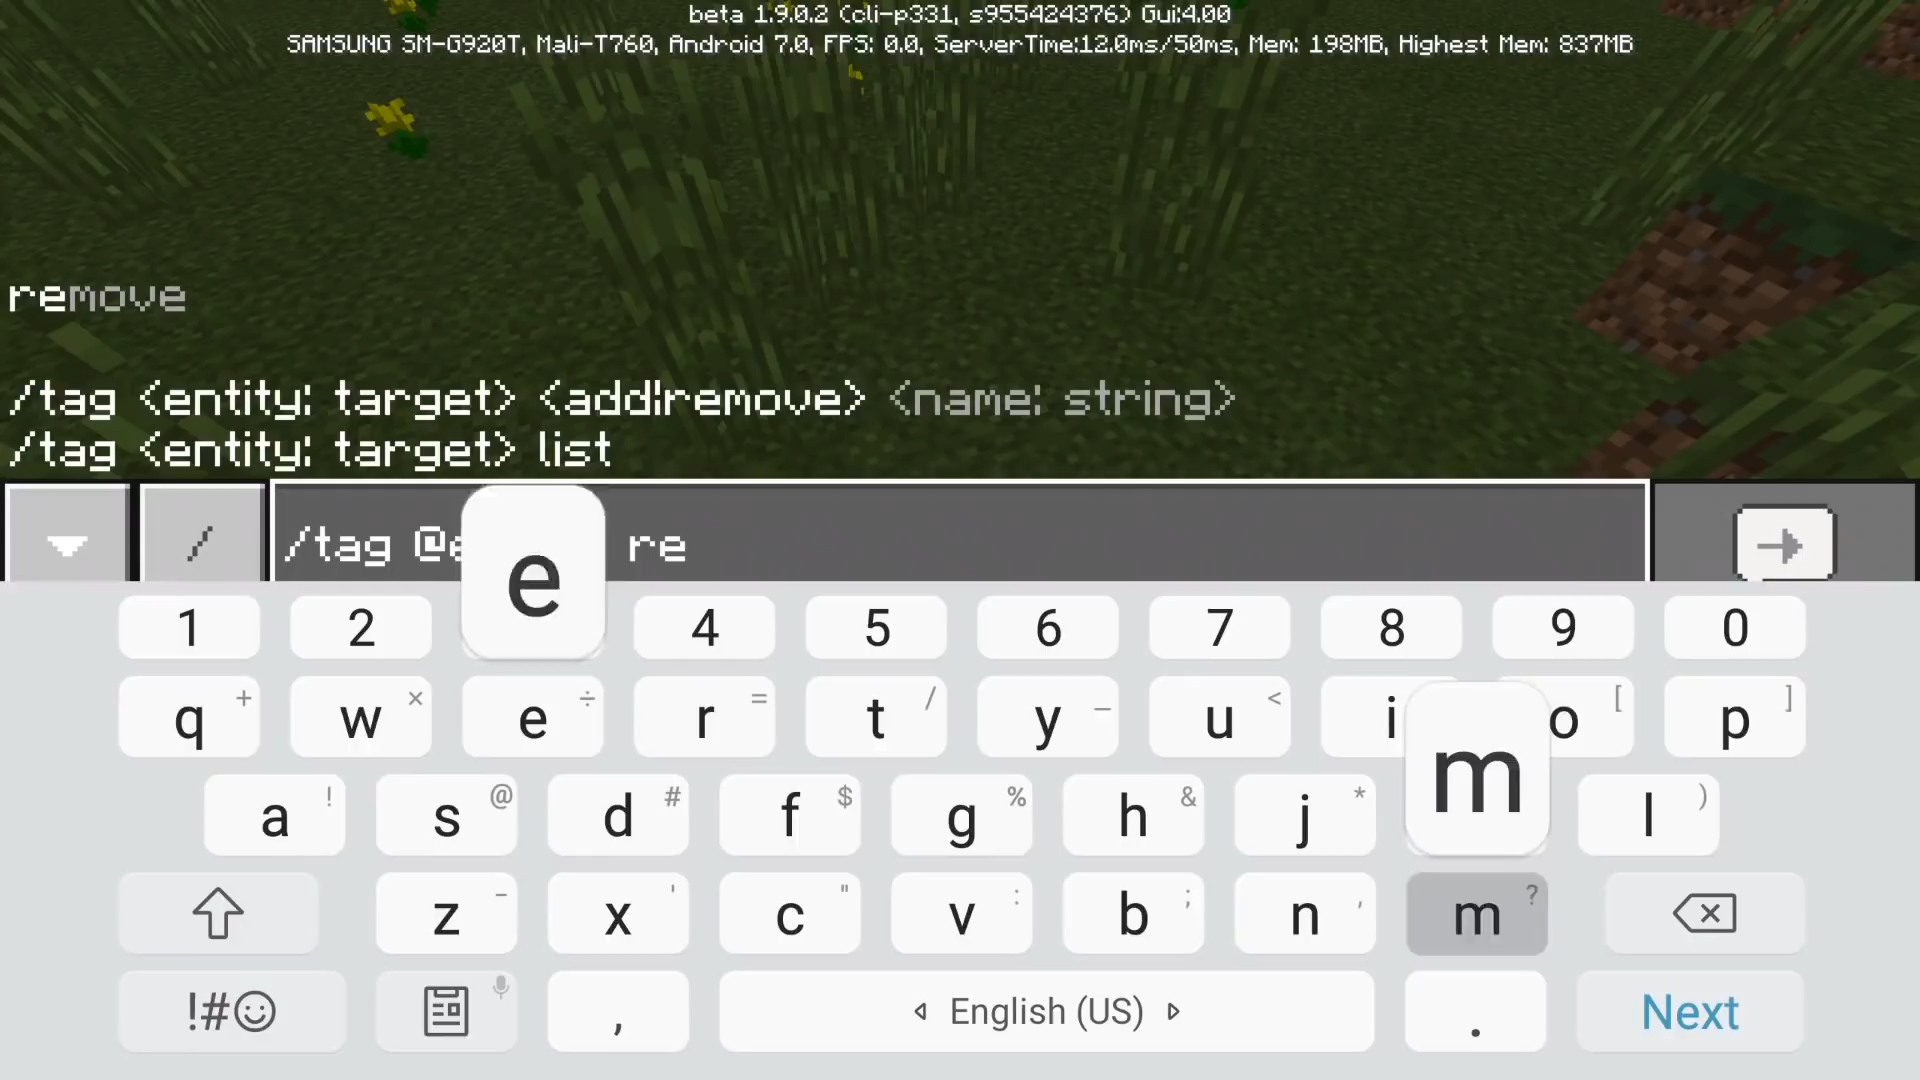 beta 1.9.0.2 (cli-p331, s955424376) Gui:4.00
SAMSUNG SM-G920T, Mali-T760, Android 7.0, FPS: 0.0, ServerTime:12.0ms/50ms, Mem: 198MB, Highest Mem: 837MB
remove
/tag <entity: target> <add|remove> <name: string>
/tag <entity: target> list
/ /tag @e re
e
1 2 4 5 6 7 8 9 0
q + w × e ÷ r = t / y _ u < i o [ p ]
m
a ! s @ d # f $ g % h & j * l )
z - x ' c " v : b ; n , m ?
!#☺ , English (US) . Next